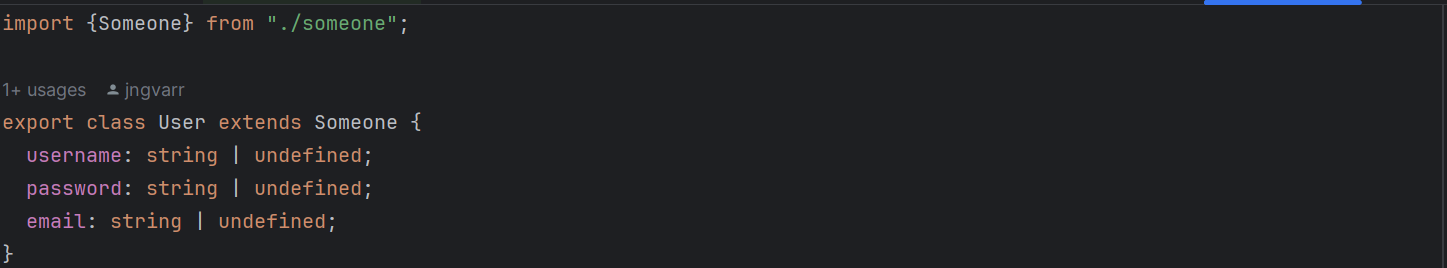 import {Someone} from "./someone";
1+ usages jngvarr
export class User extends Someone {
username: string | undefined;
password: string | undefined;
email: string | undefined;
}